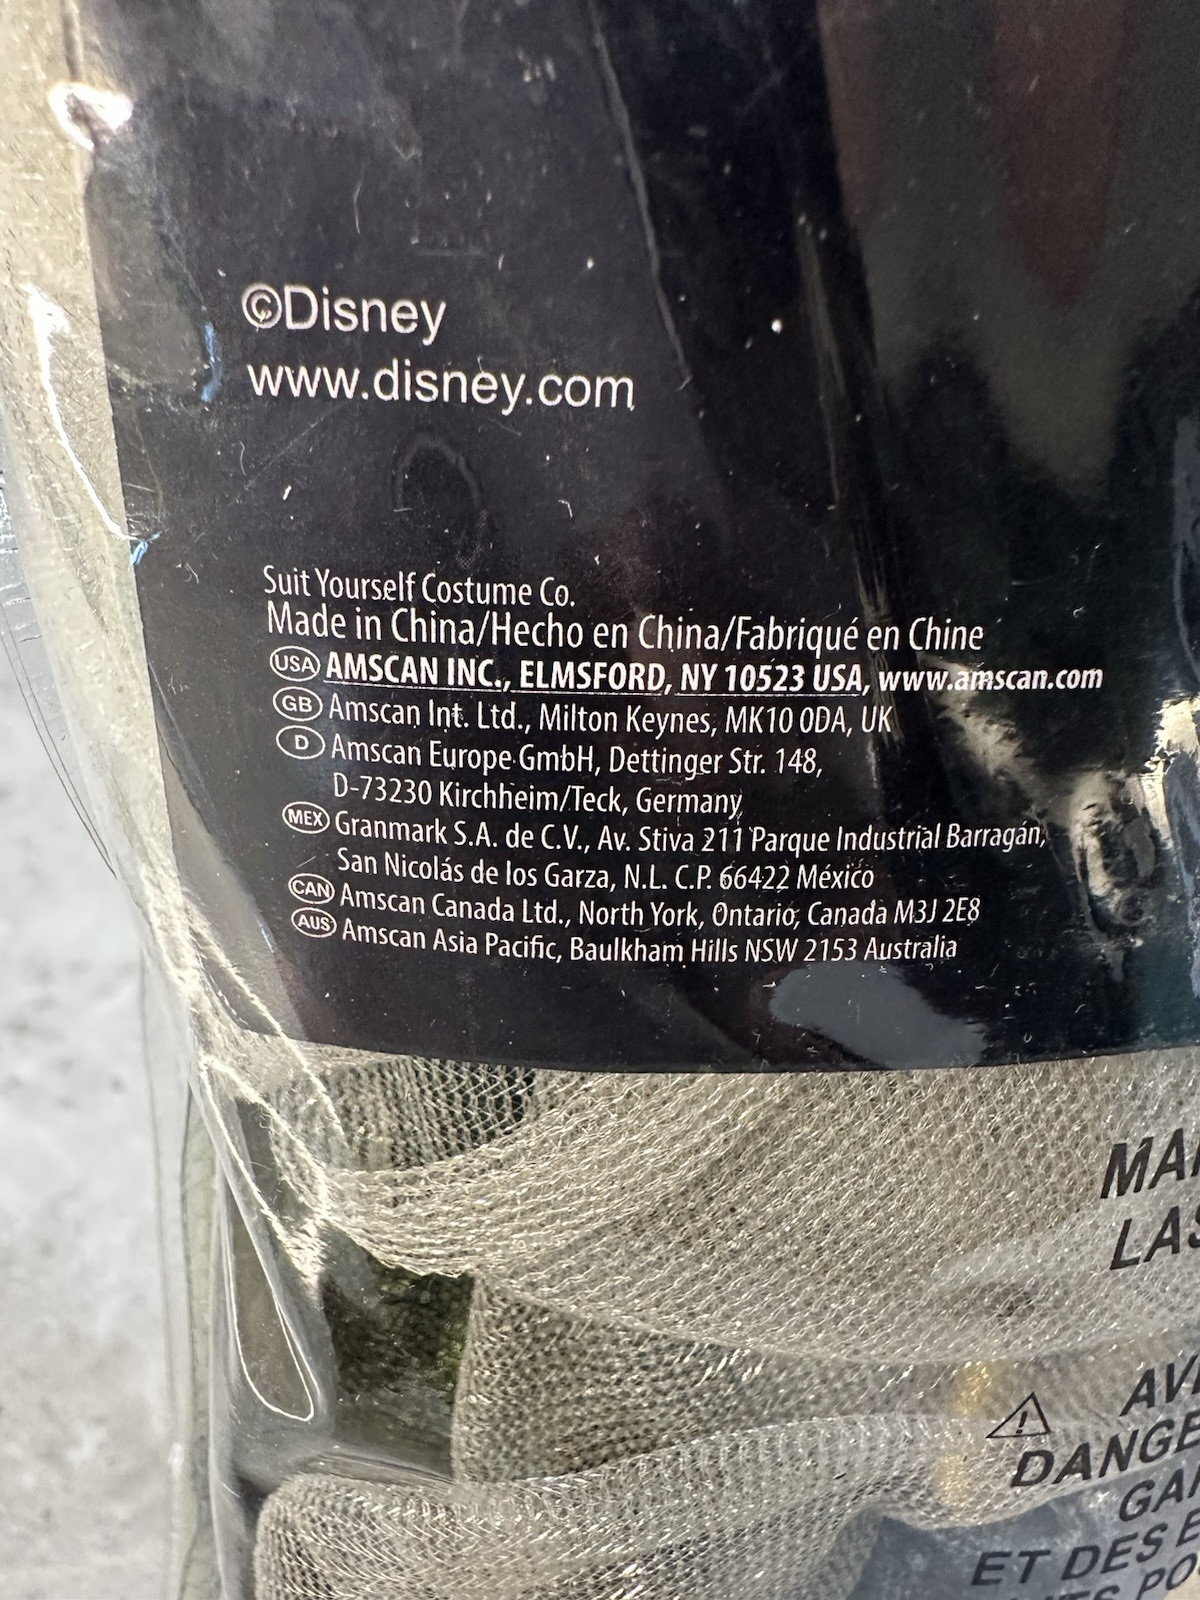 ©Disney
www.disney.com
Suit Yourself Costume Co.
Made in China/Hecho en China/Fabriqué en Chine
USA AMSCAN INC., ELMSFORD, NY 10523 USA, www.amscan.com
GB Amscan Int. Ltd., Milton Keynes, MK10 0DA, UK
D Amscan Europe GmbH, Dettinger Str. 148,
D-73230 Kirchheim/Teck, Germany
MEX Granmark S.A. de C.V., Av. Stiva 211 Parque Industrial Barragán,
San Nicolás de los Garza, N.L. C.P. 66422 México
CAN Amscan Canada Ltd., North York, Ontario, Canada M3J 2E8
AUS Amscan Asia Pacific, Baulkham Hills NSW 2153 Australia
ET DES